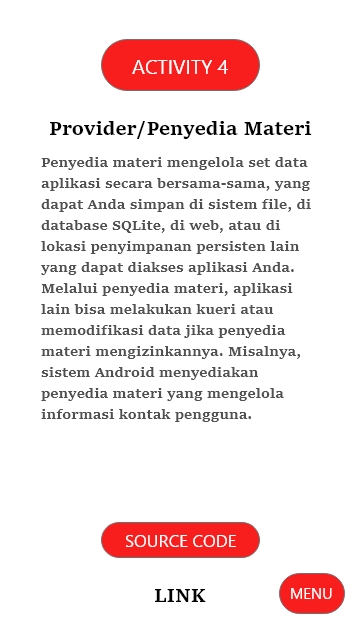 ACTIVITY 4
Provider/Penyedia Materi
Penyedia materi mengelola set data
aplikasi secara bersama-sama, yang
dapat Anda simpan di sistem file, di
database SQLite, di web, atau di
lokasi penyimpanan persisten lain
yang dapat diakses aplikasi Anda.
Melalui penyedia materi, aplikasi
lain bisa melakukan kueri atau
memodifikasi data jika penyedia
materi mengizinkannya. Misalnya,
sistem Android menyediakan
penyedia materi yang mengelola
informasi kontak pengguna.
SOURCE CODE
LINK
MENU